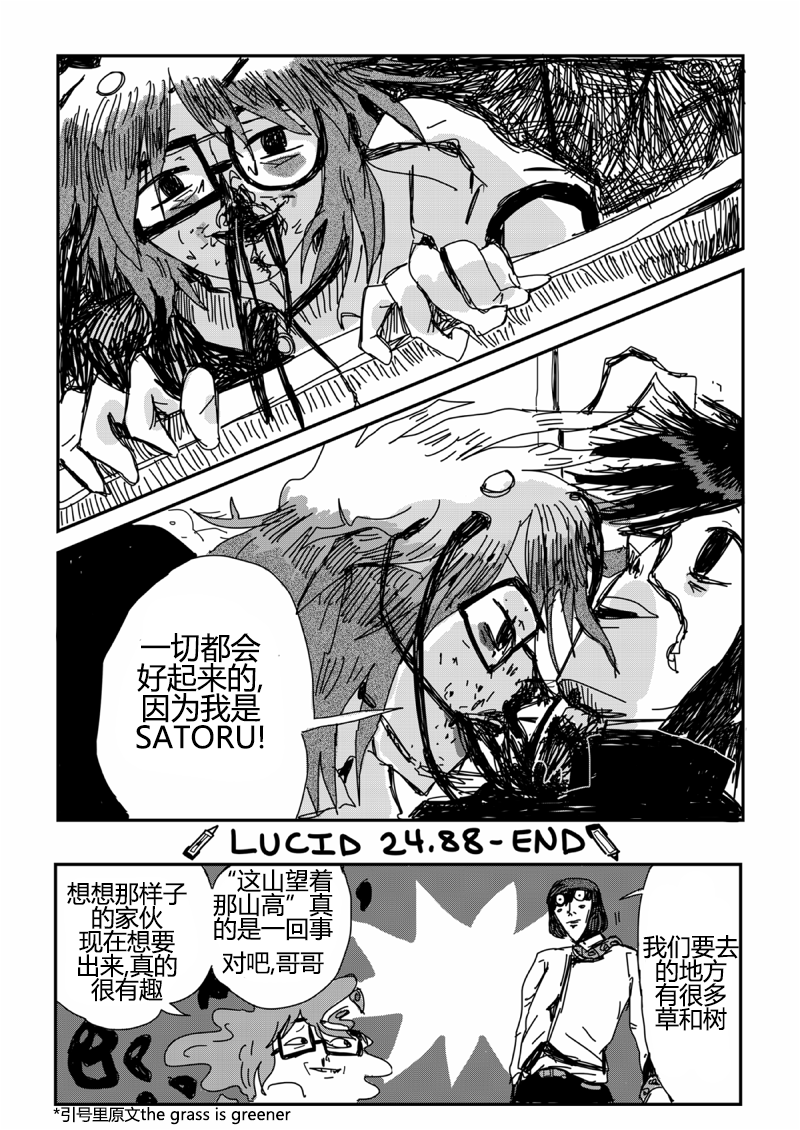 一切都会
好起来的,
因为我是
SATORU!
LUCID 24.88-END
想想那样子
的家伙
现在想要
出来,真的
很有趣
“这山望着
那山高”真
的是一回事
对吧,哥哥
我们要去
的地方
有很多
草和树
*引号里原文the grass is greener